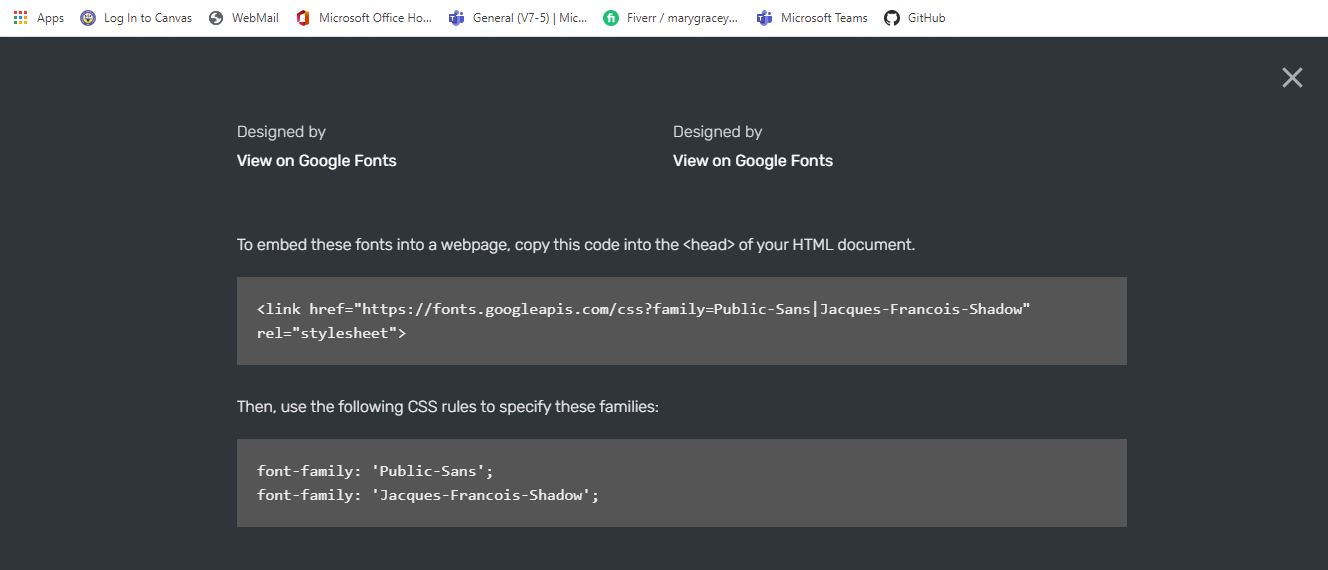 Apps Log In to Canvas WebMail Microsoft Office Ho... General (V7-5) | Mic... Fiverr / marygracey... Microsoft Teams GitHub
Designed by Designed by
View on Google Fonts View on Google Fonts
To embed these fonts into a webpage, copy this code into the <head> of your HTML document.
<link href="https://fonts.googleapis.com/css?family=Public-Sans|Jacques-Francois-Shadow"
rel="stylesheet">
Then, use the following CSS rules to specify these families:
font-family: 'Public-Sans';
font-family: 'Jacques-Francois-Shadow';